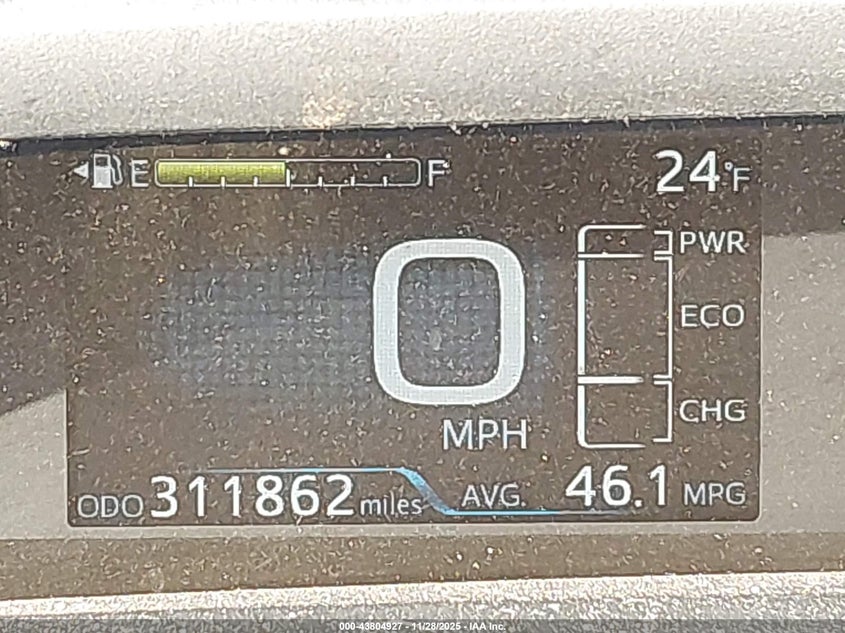 E F 24°F
PWR
0
ECO
CHG
MPH
ODO 311862 miles AVG. 46.1 MPG
000-43804927 - 11/28/2025 - IAA Inc.